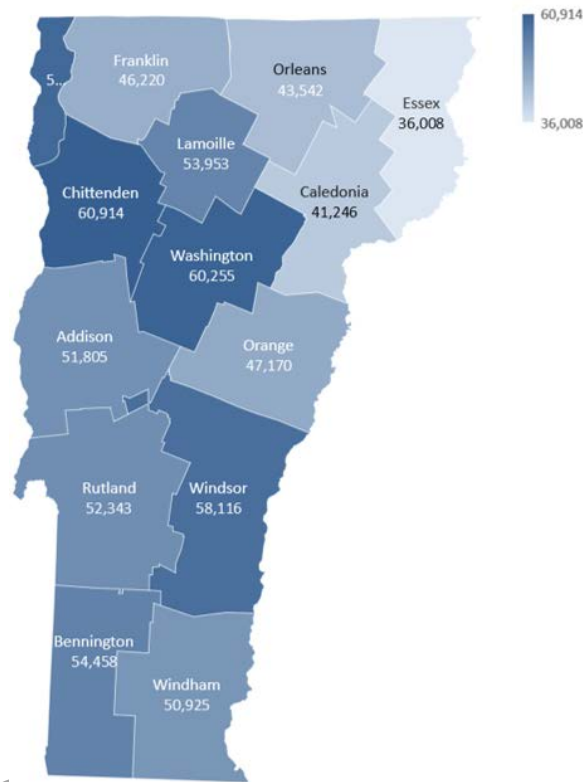 60,914
36,008
Franklin
46,220
Orleans
43,542
Essex
36,008
5...
Lamoille
53,953
Chittenden
60,914
Caledonia
41,246
Washington
60,255
Addison
51,805
Orange
47,170
Rutland
52,343
Windsor
58,116
Bennington
54,458
Windham
50,925